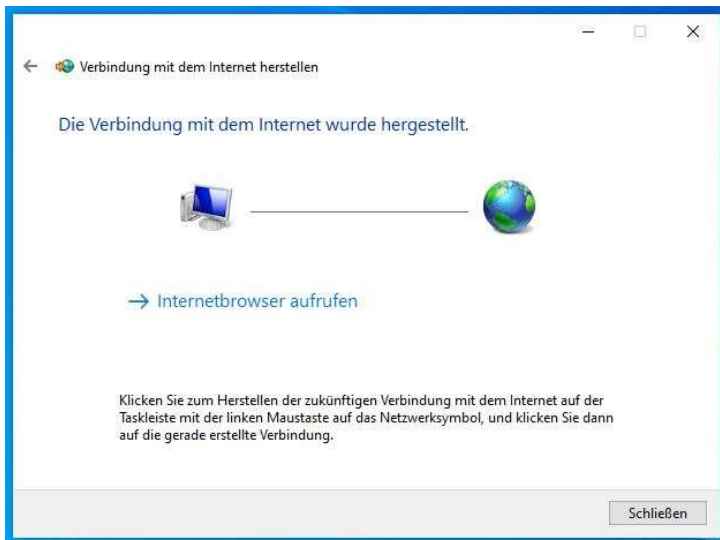 Verbindung mit dem Internet herstellen
Die Verbindung mit dem Internet wurde hergestellt.
Internetbrowser aufrufen
Klicken Sie zum Herstellen der zukünftigen Verbindung mit dem Internet auf der
Taskleiste mit der linken Maustaste auf das Netzwerksymbol, und klicken Sie dann
auf die gerade erstellte Verbindung.
Schließen